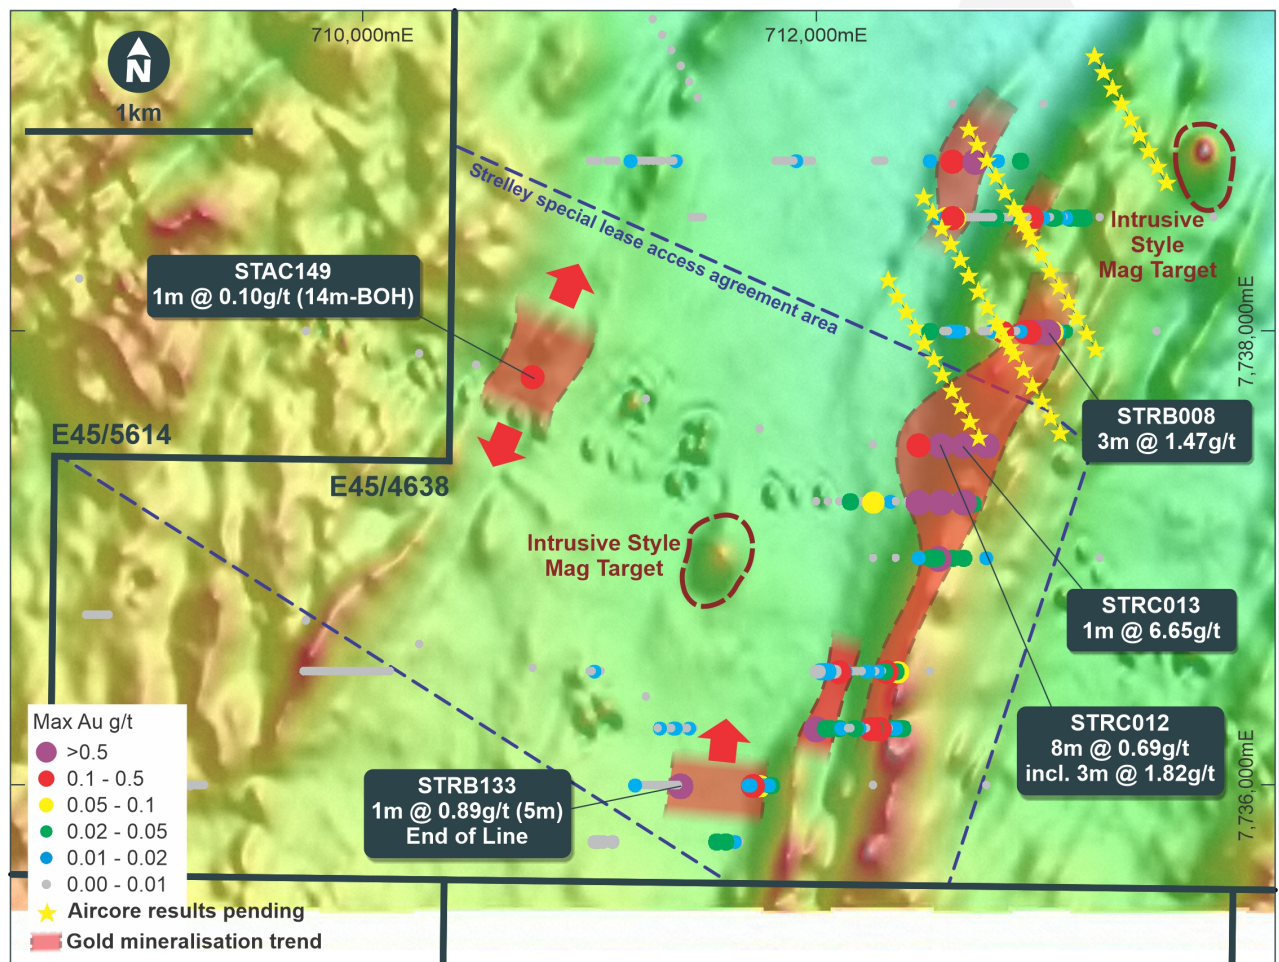 710,000mE
712,000mE
N
1km
Strelley special lease access agreement area
Intrusive
Style
Mag Target
STAC149
1m @ 0.10g/t (14m-BOH)
7,738,000mE
STRB008
3m @ 1.47g/t
E45/5614
E45/4638
Intrusive Style
Mag Target
STRC013
1m @ 6.65g/t
STRC012
8m @ 0.69g/t
incl. 3m @ 1.82g/t
7,736,000mE
STRB133
1m @ 0.89g/t (5m)
End of Line
Max Au g/t
>0.5
0.1 - 0.5
0.05 - 0.1
0.02 - 0.05
0.01 - 0.02
0.00 - 0.01
Aircore results pending
Gold mineralisation trend